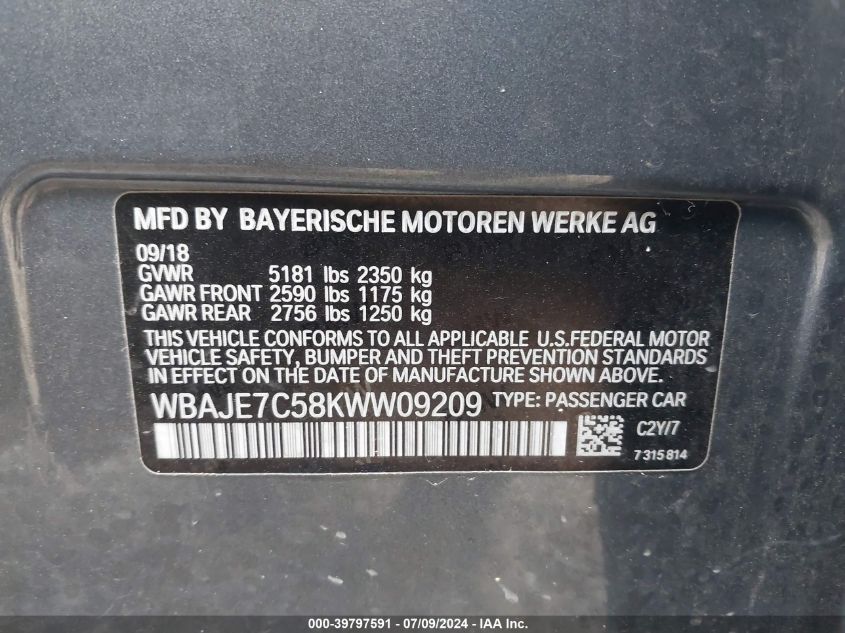 MFD BY BAYERISCHE MOTOREN WERKE AG
09/18
GVWR 5181 lbs 2350 kg
GAWR FRONT 2590 lbs 1175 kg
GAWR REAR 2756 lbs 1250 kg
THIS VEHICLE CONFORMS TO ALL APPLICABLE U.S.FEDERAL MOTOR
VEHICLE SAFETY, BUMPER AND THEFT PREVENTION STANDARDS
IN EFFECT ON THE DATE OF MANUFACTURE SHOWN ABOVE.
WBAJE7C58KWW09209 TYPE: PASSENGER CAR
C2Y/7
7315814
000-39797591 - 07/09/2024 - IAA Inc.